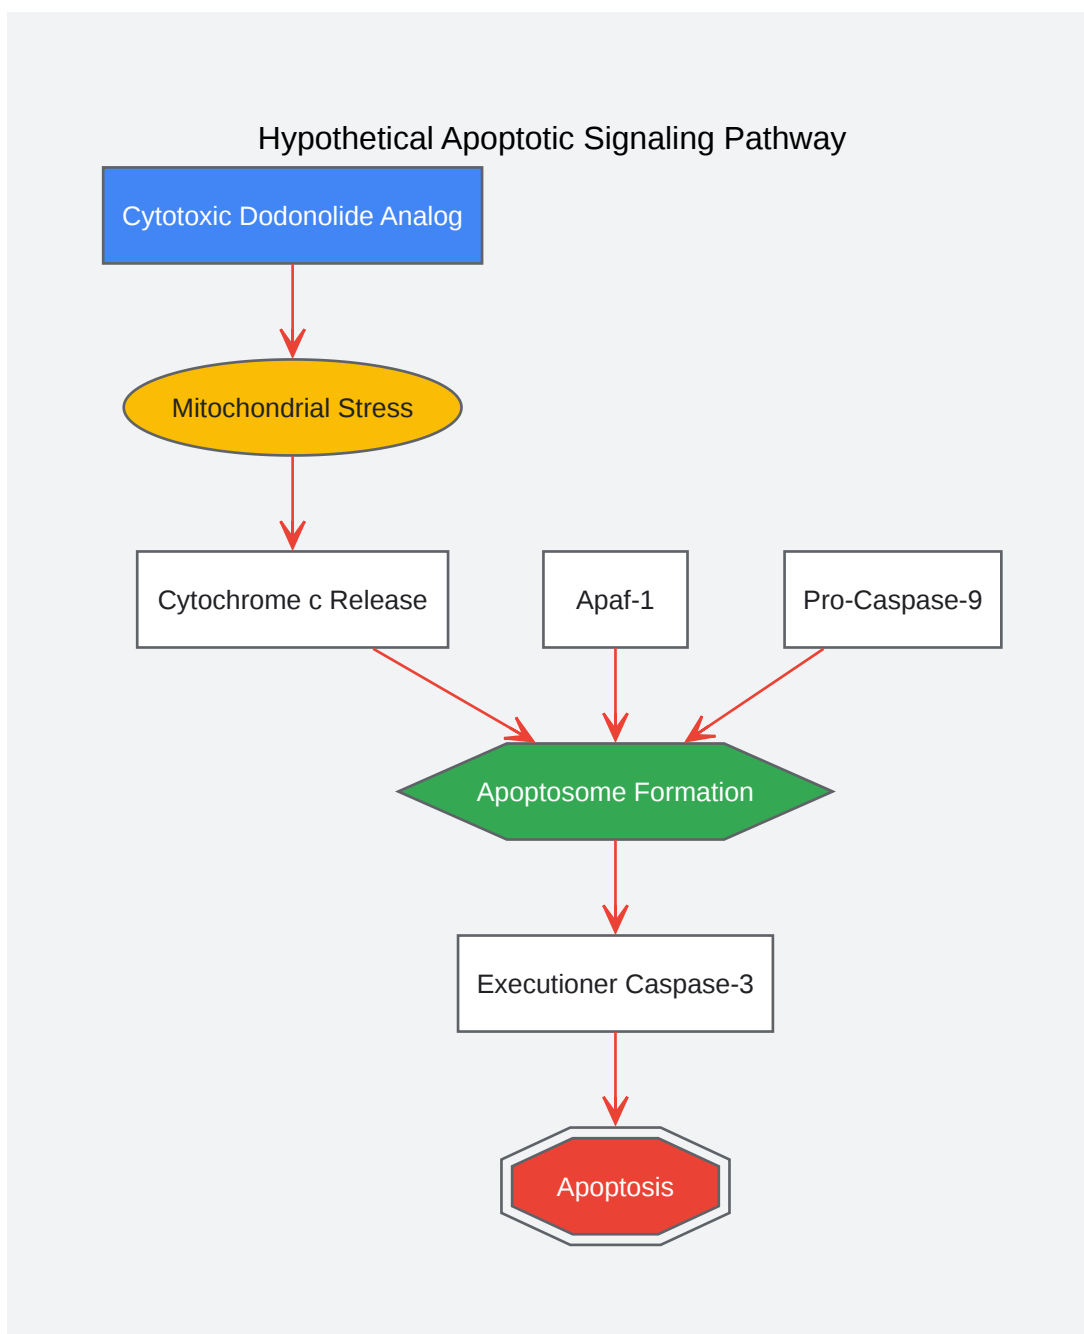 Hypothetical Apoptotic Signaling Pathway
Cytotoxic Dodonolide Analog
Mitochondrial Stress
Cytochrome c Release
Apaf-1
Pro-Caspase-9
Apoptosome Formation
Executioner Caspase-3
Apoptosis